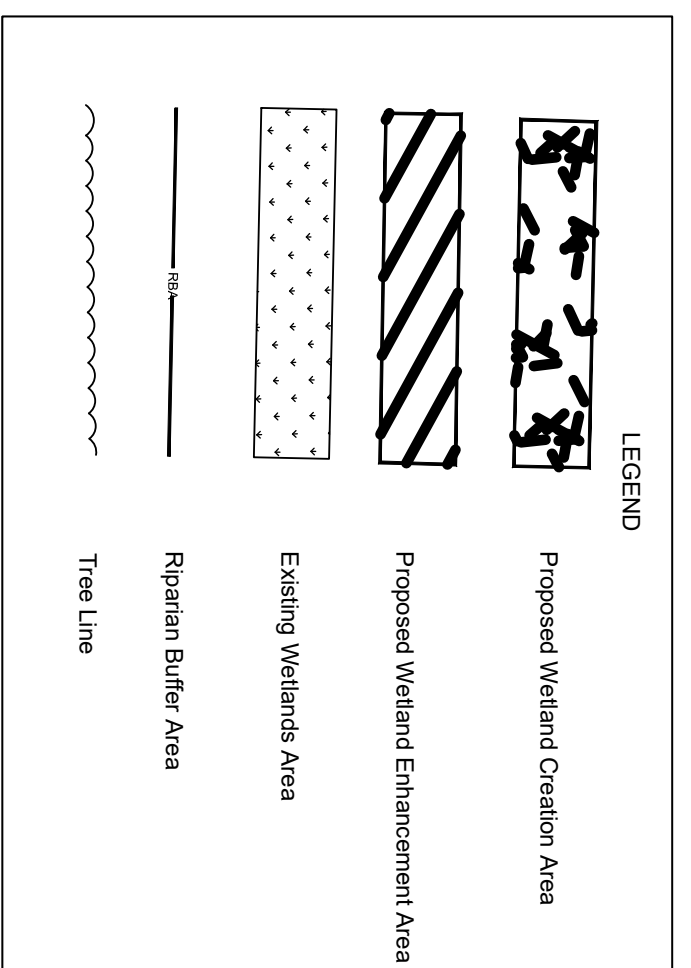 LEGEND
Proposed Wetland Creation Area
Proposed Wetland Enhancement Area
Existing Wetlands Area
RBA
Riparian Buffer Area
Tree Line